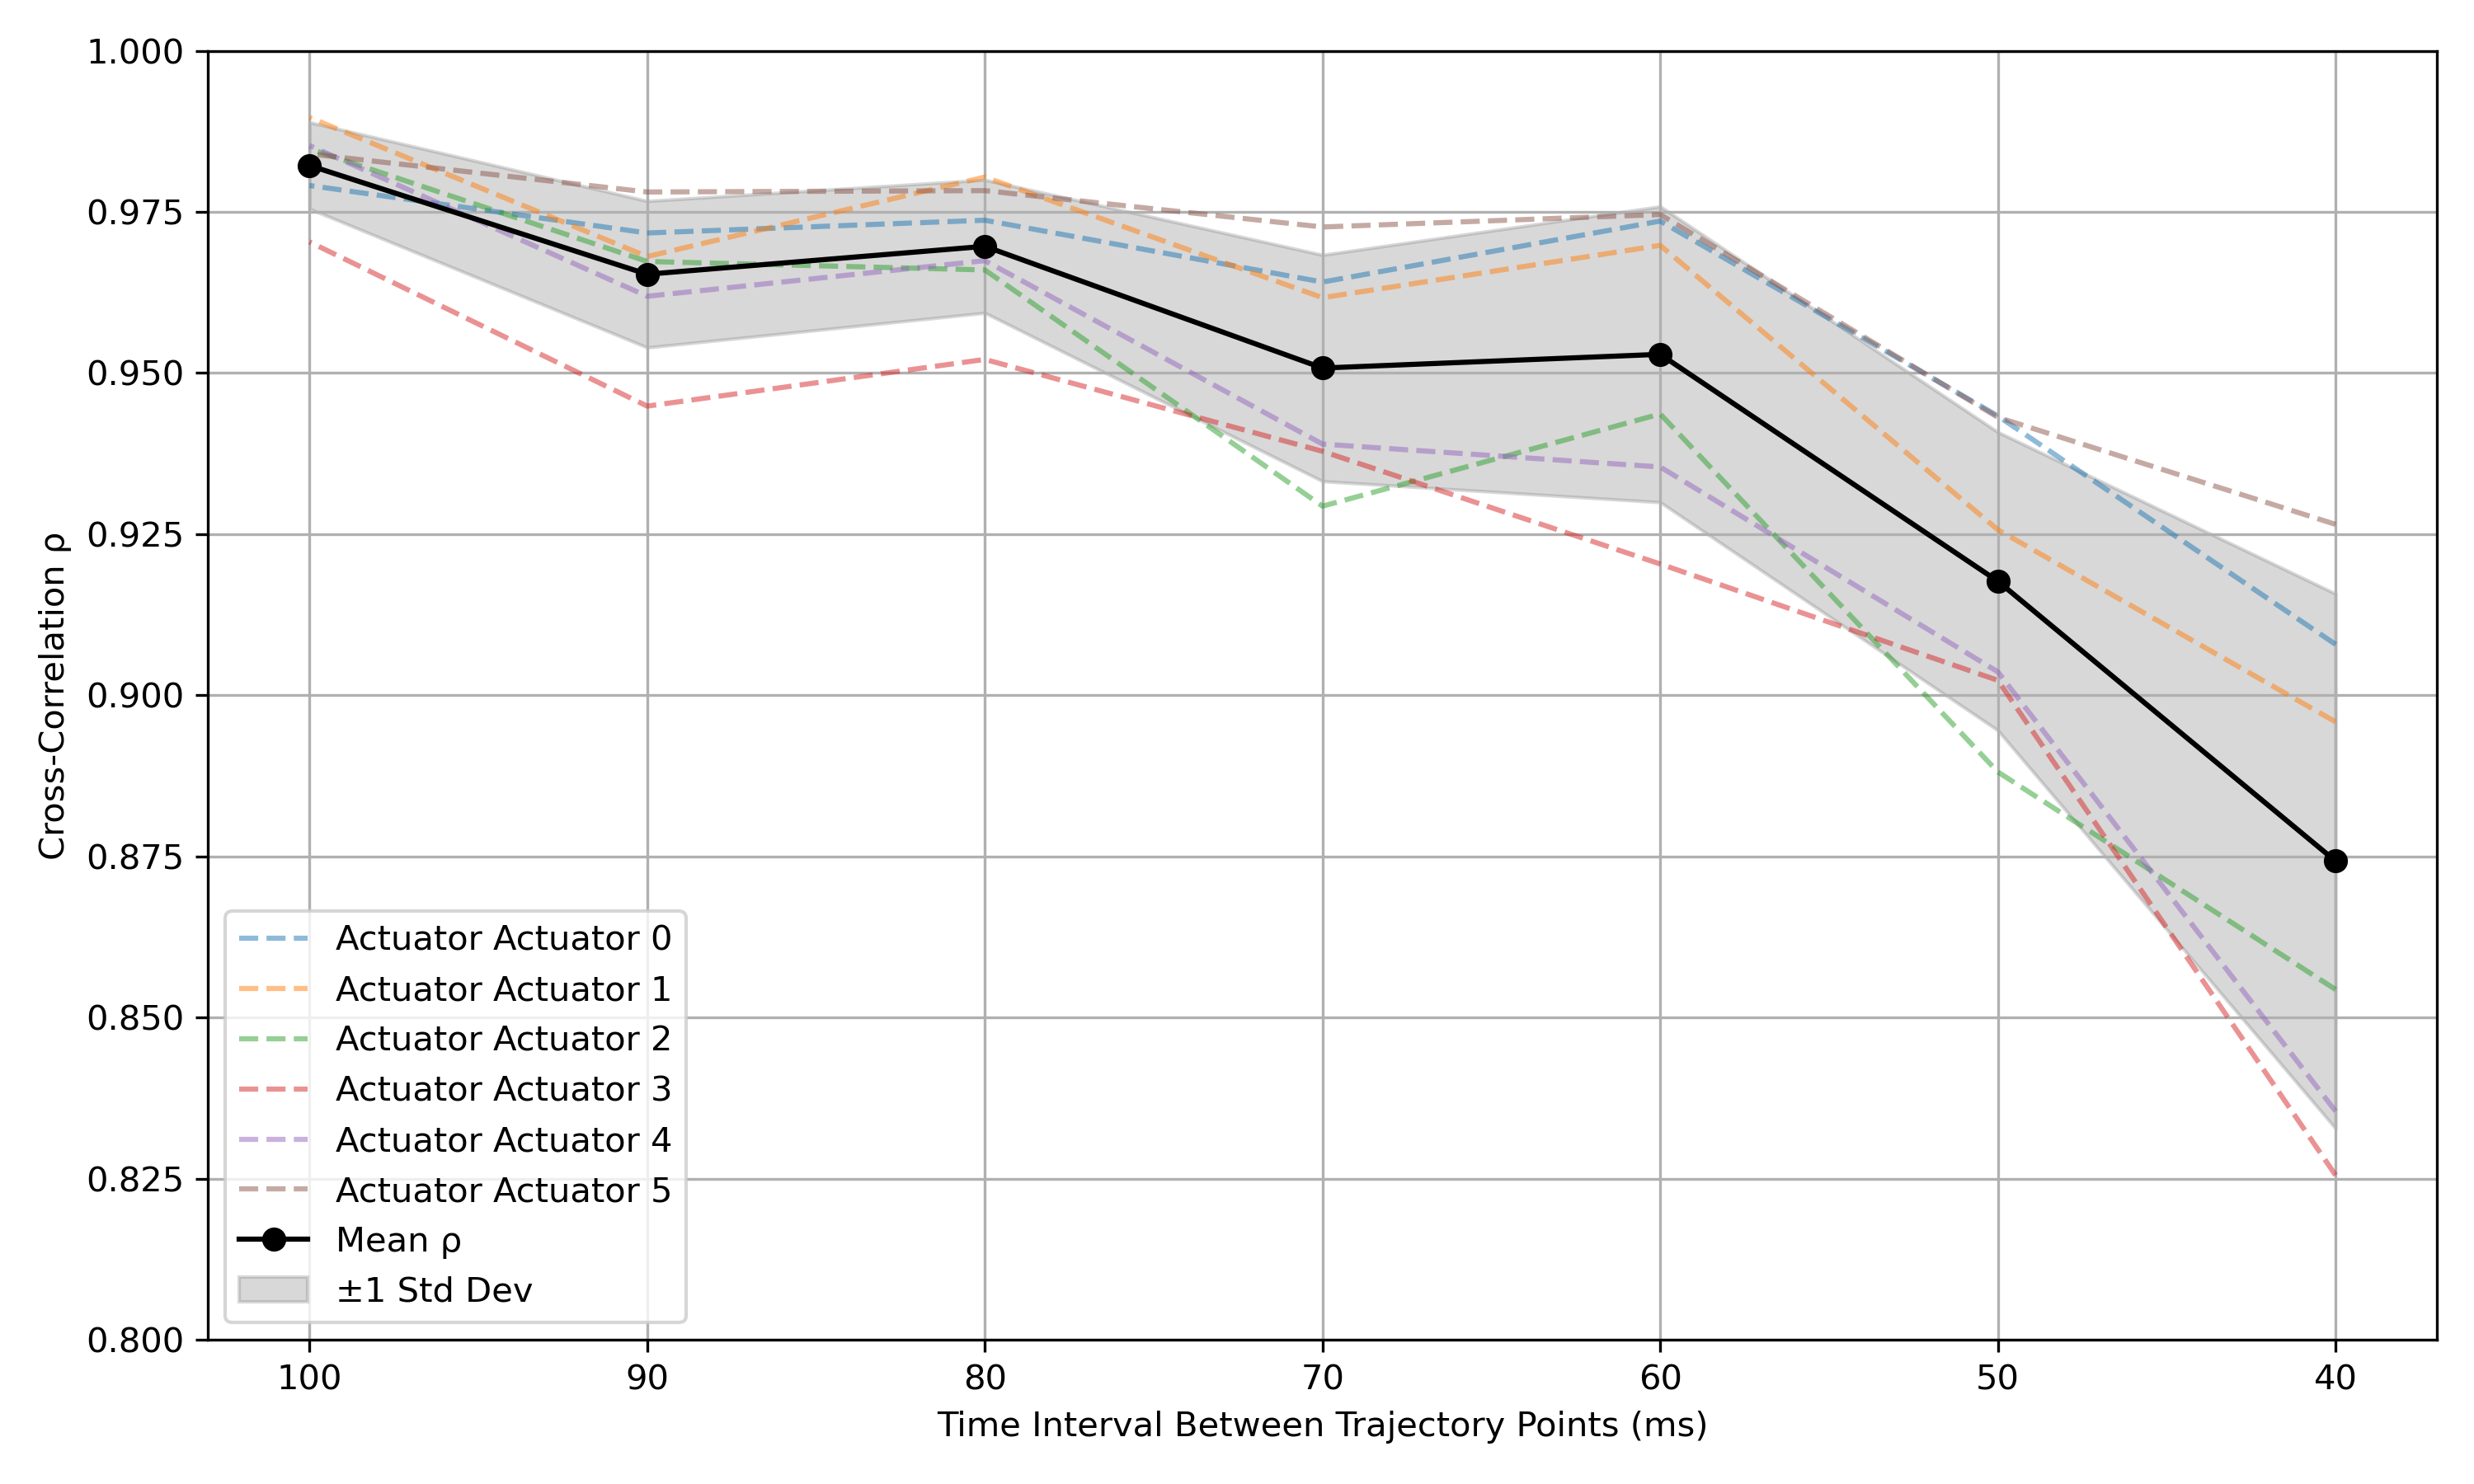 1.000
0.975
0.950
0.925
0.900
0.875
0.850
0.825
0.800
Cross-Correlation ρ
Actuator Actuator 0
Actuator Actuator 1
Actuator Actuator 2
Actuator Actuator 3
Actuator Actuator 4
Actuator Actuator 5
Mean ρ
±1 Std Dev
100 90 80 70 60 50 40
Time Interval Between Trajectory Points (ms)